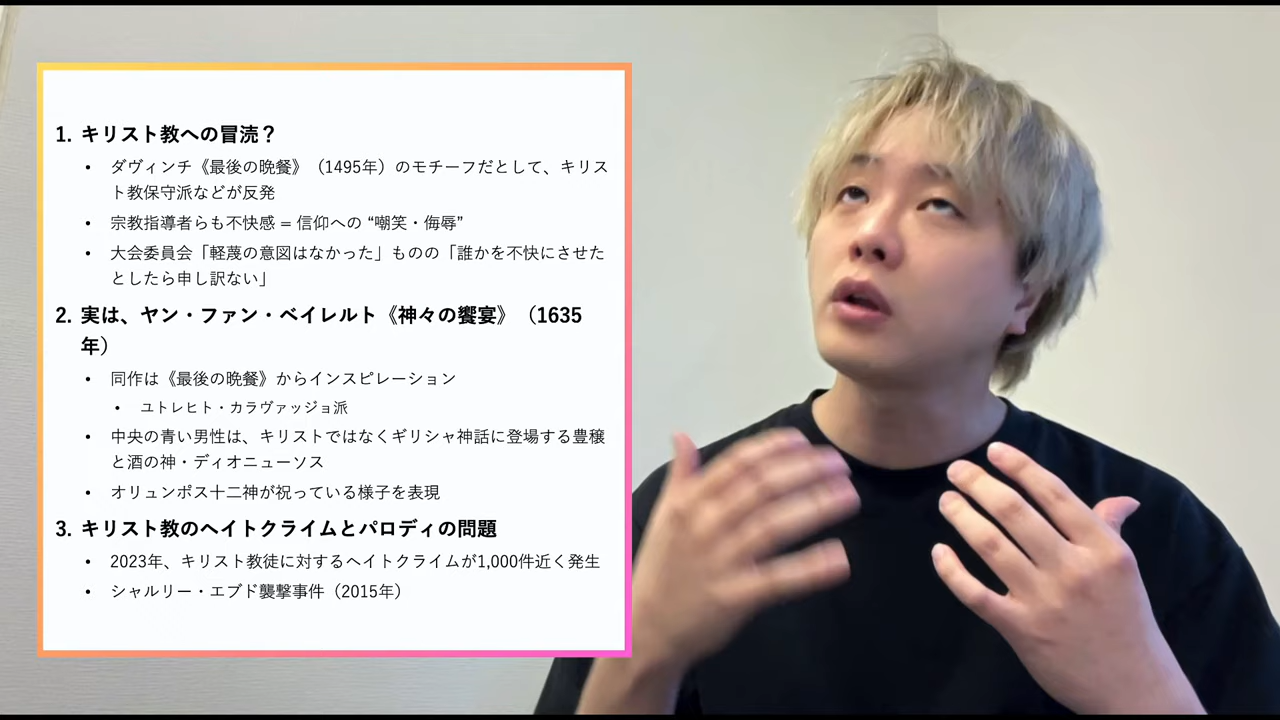 1. キリスト教への冒涜？
• ダヴィンチ《最後の晩餐》（1495年）のモチーフだとして、キリス
ト教保守派などが反発
• 宗教指導者らも不快感 = 信仰への “嘲笑・侮辱”
• 大会委員会「軽蔑の意図はなかった」ものの「誰かを不快にさせた
としたら申し訳ない」
2. 実は、ヤン・ファン・ベイレルト《神々の饗宴》（1635
年）
• 同作は《最後の晩餐》からインスピレーション
• ユトレヒト・カラヴァッジョ派
• 中央の青い男性は、キリストではなくギリシャ神話に登場する豊穣
と酒の神・ディオニューソス
• オリュンポス十二神が祝っている様子を表現
3. キリスト教のヘイトクライムとパロディの問題
• 2023年、キリスト教徒に対するヘイトクライムが1,000件近く発生
• シャルリー・エブド襲撃事件（2015年）